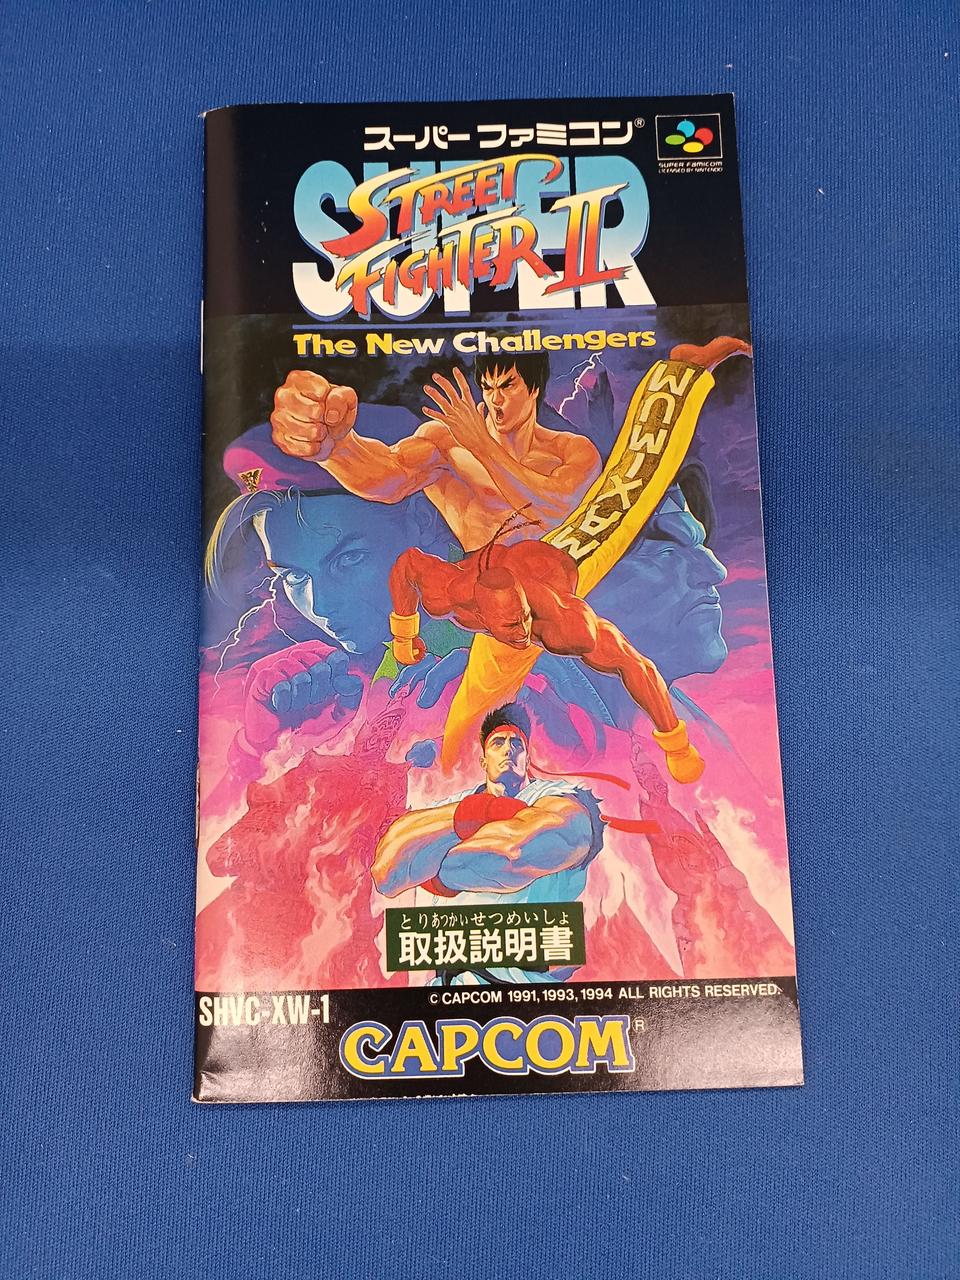 スーパーファミコン®
SUPER FAMICOM
LICENSED BY NINTENDO
SUPER
STREET
FIGHTER II
The New Challengers
とりあつかいせつめいしょ
取扱説明書
SHVC-XW-1
© CAPCOM 1991, 1993, 1994 ALL RIGHTS RESERVED.
CAPCOM®